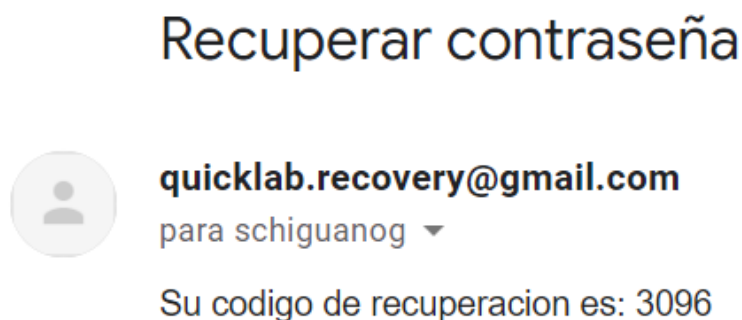 Recuperar contraseña
quicklab.recovery@gmail.com
para schiguanog
Su codigo de recuperacion es: 3096